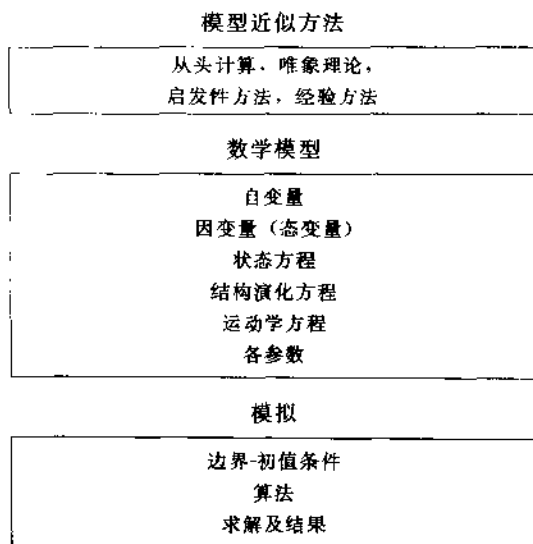 模型近似方法
从头计算、唯象理论，
启发件方法，经验方法
数学模型
自变量
因变量（态变量）
状态方程
结构演化方程
运动学方程
各参数
模拟
边界-初值条件
算法
求解及结果